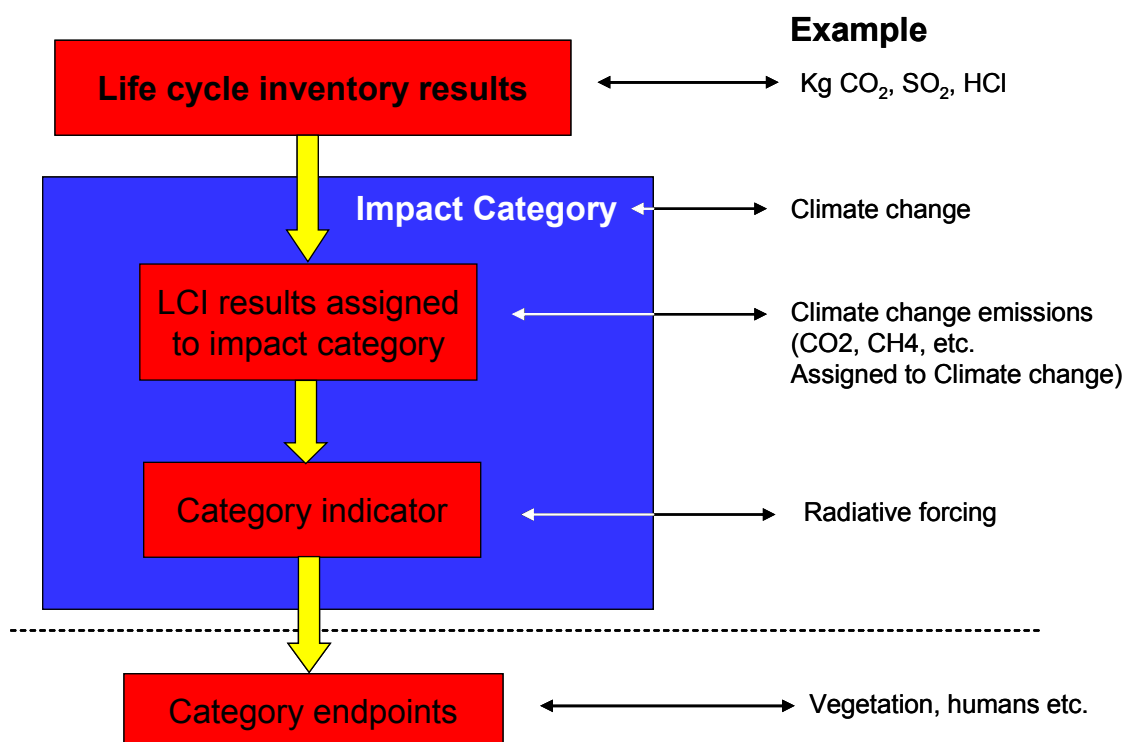 Example
Life cycle inventory results
Kg CO₂, SO₂, HCl
Impact Category
Climate change
LCI results assigned
to impact category
Climate change emissions
(CO2, CH4, etc.
Assigned to Climate change)
Category indicator
Radiative forcing
Category endpoints
Vegetation, humans etc.